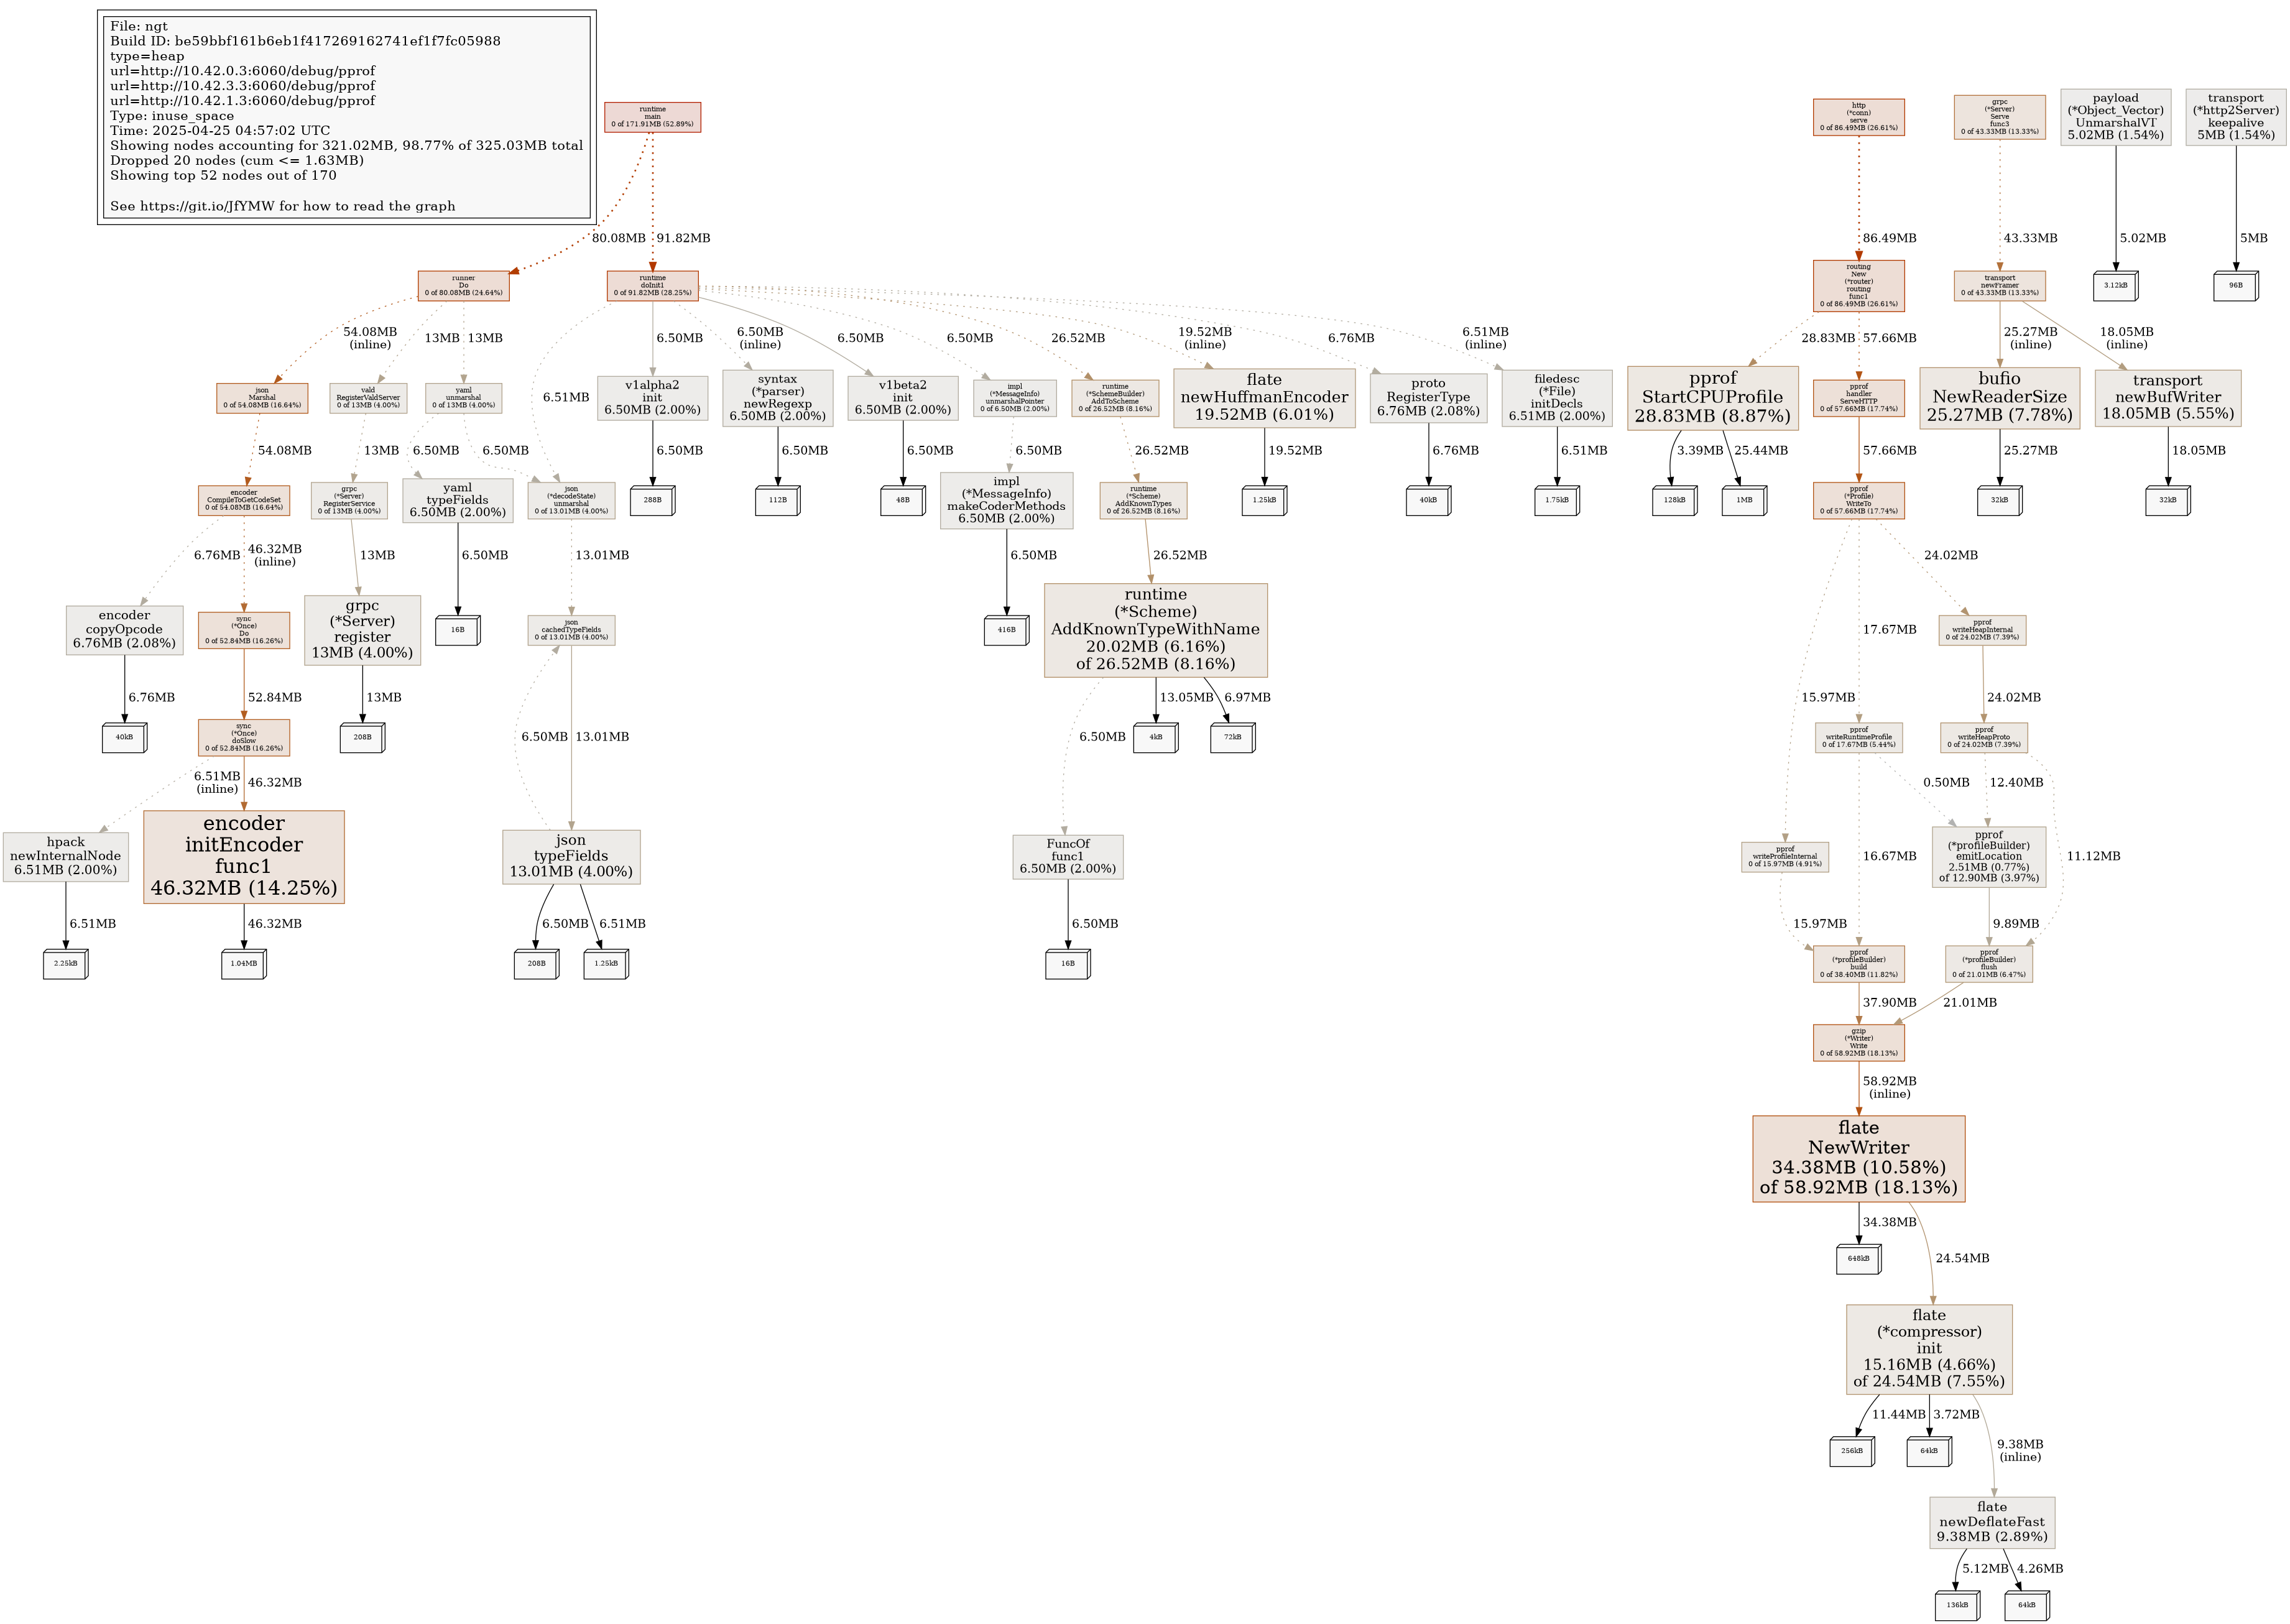 File: ngt
Build ID: be59bbf161b6eb1f417269162741ef1f7fc05988
type=heap
url=http://10.42.0.3:6060/debug/pprof
url=http://10.42.3.3:6060/debug/pprof
url=http://10.42.1.3:6060/debug/pprof
Type: inuse_space
Time: 2025-04-25 04:57:02 UTC
Showing nodes accounting for 321.02MB, 98.77% of 325.03MB total
Dropped 20 nodes (cum <= 1.63MB)
Showing top 52 nodes out of 170
See https://git.io/JfYMW for how to read the graph
runtime
main
0 of 171.91MB (52.89%)
http
(*conn)
serve
0 of 86.49MB (26.61%)
grpc
(*Server)
Serve
func3
0 of 43.33MB (13.33%)
payload
(*Object_Vector)
UnmarshalVT
5.02MB (1.54%)
transport
(*http2Server)
keepalive
5MB (1.54%)
80.08MB
91.82MB
86.49MB
43.33MB
5.02MB
5MB
runner
Do
0 of 80.08MB (24.64%)
runtime
doInit1
0 of 91.82MB (28.25%)
routing
New
(*router)
routing
func1
0 of 86.49MB (26.61%)
transport
newFramer
0 of 43.33MB (13.33%)
3.12kB
96B
54.08MB
(inline)
13MB
13MB
6.51MB
6.50MB
6.50MB
(inline)
6.50MB
6.50MB
26.52MB
19.52MB
(inline)
6.76MB
6.51MB
(inline)
28.83MB
57.66MB
25.27MB
(inline)
18.05MB
(inline)
json
Marshal
0 of 54.08MB (16.64%)
vald
RegisterValdServer
0 of 13MB (4.00%)
yaml
unmarshal
0 of 13MB (4.00%)
v1alpha2
init
6.50MB (2.00%)
syntax
(*parser)
newRegexp
6.50MB (2.00%)
v1beta2
init
6.50MB (2.00%)
impl
(*MessageInfo)
unmarshalPointer
0 of 6.50MB (2.00%)
runtime
(*SchemeBuilder)
AddToScheme
0 of 26.52MB (8.16%)
flate
newHuffmanEncoder
19.52MB (6.01%)
proto
RegisterType
6.76MB (2.08%)
filedesc
(*File)
initDecls
6.51MB (2.00%)
pprof
StartCPUProfile
28.83MB (8.87%)
pprof
handler
ServeHTTP
0 of 57.66MB (17.74%)
bufio
NewReaderSize
25.27MB (7.78%)
transport
newBufWriter
18.05MB (5.55%)
54.08MB
13MB
6.50MB
6.50MB
6.50MB
6.50MB
6.50MB
6.50MB
26.52MB
19.52MB
6.76MB
6.51MB
3.39MB
25.44MB
57.66MB
25.27MB
18.05MB
encoder
CompileToGetCodeSet
0 of 54.08MB (16.64%)
grpc
(*Server)
RegisterService
0 of 13MB (4.00%)
yaml
typeFields
6.50MB (2.00%)
json
(*decodeState)
unmarshal
0 of 13.01MB (4.00%)
288B
112B
48B
impl
(*MessageInfo)
makeCoderMethods
6.50MB (2.00%)
runtime
(*Scheme)
AddKnownTypes
0 of 26.52MB (8.16%)
1.25kB
40kB
1.75kB
128kB
1MB
pprof
(*Profile)
WriteTo
0 of 57.66MB (17.74%)
32kB
32kB
6.76MB
46.32MB
(inline)
13MB
6.50MB
13.01MB
6.50MB
26.52MB
24.02MB
encoder
copyOpcode
6.76MB (2.08%)
sync
(*Once)
Do
0 of 52.84MB (16.26%)
grpc
(*Server)
register
13MB (4.00%)
16B
json
cachedTypeFields
0 of 13.01MB (4.00%)
416B
runtime
(*Scheme)
AddKnownTypeWithName
20.02MB (6.16%)
of 26.52MB (8.16%)
17.67MB
pprof
writeHeapInternal
0 of 24.02MB (7.39%)
6.76MB
52.84MB
13MB
6.50MB
13.01MB
6.50MB
13.05MB
6.97MB
15.97MB
24.02MB
40kB
sync
(*Once)
doSlow
0 of 52.84MB (16.26%)
208B
4kB
72kB
pprof
writeRuntimeProfile
0 of 17.67MB (5.44%)
pprof
writeHeapProto
0 of 24.02MB (7.39%)
6.51MB
(inline)
46.32MB
0.50MB
12.40MB
hpack
newInternalNode
6.51MB (2.00%)
encoder
initEncoder
func1
46.32MB (14.25%)
json
typeFields
13.01MB (4.00%)
FuncOf
func1
6.50MB (2.00%)
pprof
writeProfileInternal
0 of 15.97MB (4.91%)
16.67MB
pprof
(*profileBuilder)
emitLocation
2.51MB (0.77%)
of 12.90MB (3.97%)
11.12MB
6.51MB
46.32MB
6.50MB
6.51MB
6.50MB
15.97MB
9.89MB
2.25kB
1.04MB
208B
1.25kB
16B
pprof
(*profileBuilder)
build
0 of 38.40MB (11.82%)
pprof
(*profileBuilder)
flush
0 of 21.01MB (6.47%)
37.90MB
21.01MB
gzip
(*Writer)
Write
0 of 58.92MB (18.13%)
58.92MB
(inline)
flate
NewWriter
34.38MB (10.58%)
of 58.92MB (18.13%)
34.38MB
24.54MB
648kB
flate
(*compressor)
init
15.16MB (4.66%)
of 24.54MB (7.55%)
11.44MB
3.72MB
9.38MB
(inline)
256kB
64kB
flate
newDeflateFast
9.38MB (2.89%)
5.12MB
4.26MB
136kB
64kB